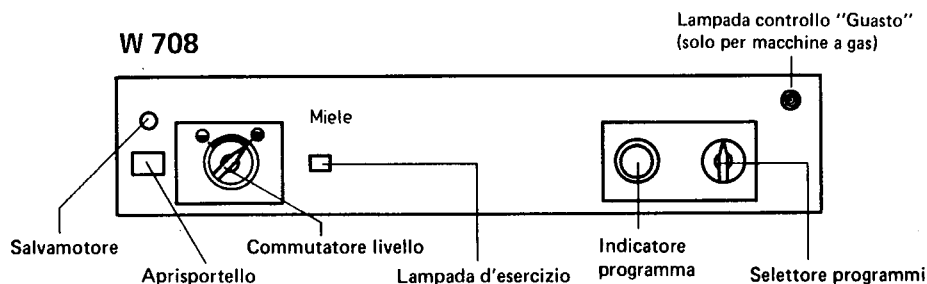 Lampada controllo "Guasto"
(solo per macchine a gas)
W 708
Miele
Salvamotore
Commutatore livello
Indicatore
programma
Aprisportello
Lampada d'esercizio
Selettore programmi